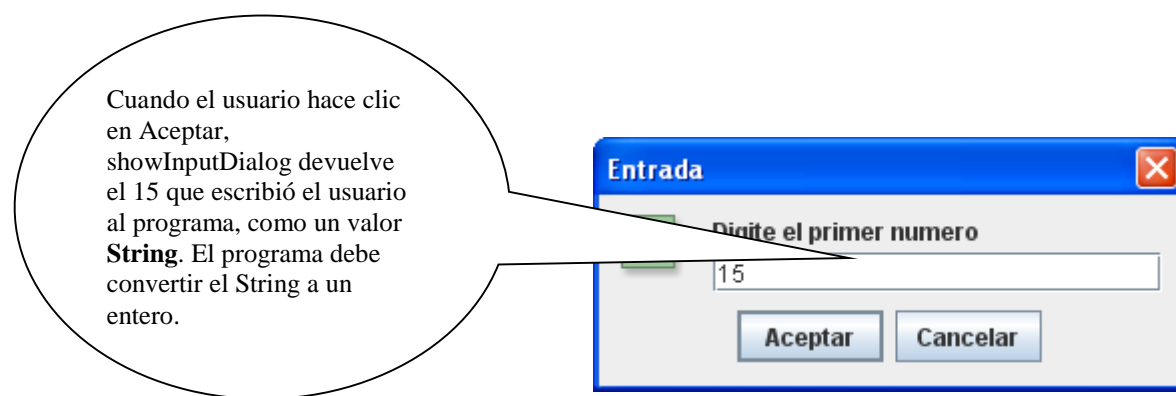 Cuando el usuario hace clic
en Aceptar,
showInputDialog devuelve
el 15 que escribió el usuario
al programa, como un valor
String. El programa debe
convertir el String a un
entero.
Entrada
Digite el primer numero
15
Aceptar
Cancelar